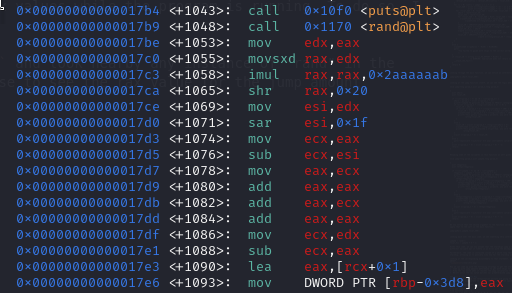 0x00000000000017b4 <+1043>: call 0x10f0 <puts@plt>
0x00000000000017b9 <+1048>: call 0x1170 <rand@plt>
0x00000000000017be <+1053>: mov edx,eax
0x00000000000017c0 <+1055>: movsxd rax,edx
0x00000000000017c3 <+1058>: imul rax,rax,0x2aaaaaab
0x00000000000017ca <+1065>: shr rax,0x20
0x00000000000017ce <+1069>: mov esi,edx
0x00000000000017d0 <+1071>: sar esi,0x1f
0x00000000000017d3 <+1074>: mov ecx,eax
0x00000000000017d5 <+1076>: sub ecx,esi
0x00000000000017d7 <+1078>: mov eax,ecx
0x00000000000017d9 <+1080>: add eax,eax
0x00000000000017db <+1082>: add eax,ecx
0x00000000000017dd <+1084>: add eax,eax
0x00000000000017df <+1086>: mov ecx,edx
0x00000000000017e1 <+1088>: sub ecx,eax
0x00000000000017e3 <+1090>: lea eax,[rcx+0x1]
0x00000000000017e6 <+1093>: mov DWORD PTR [rbp-0x3d8],eax